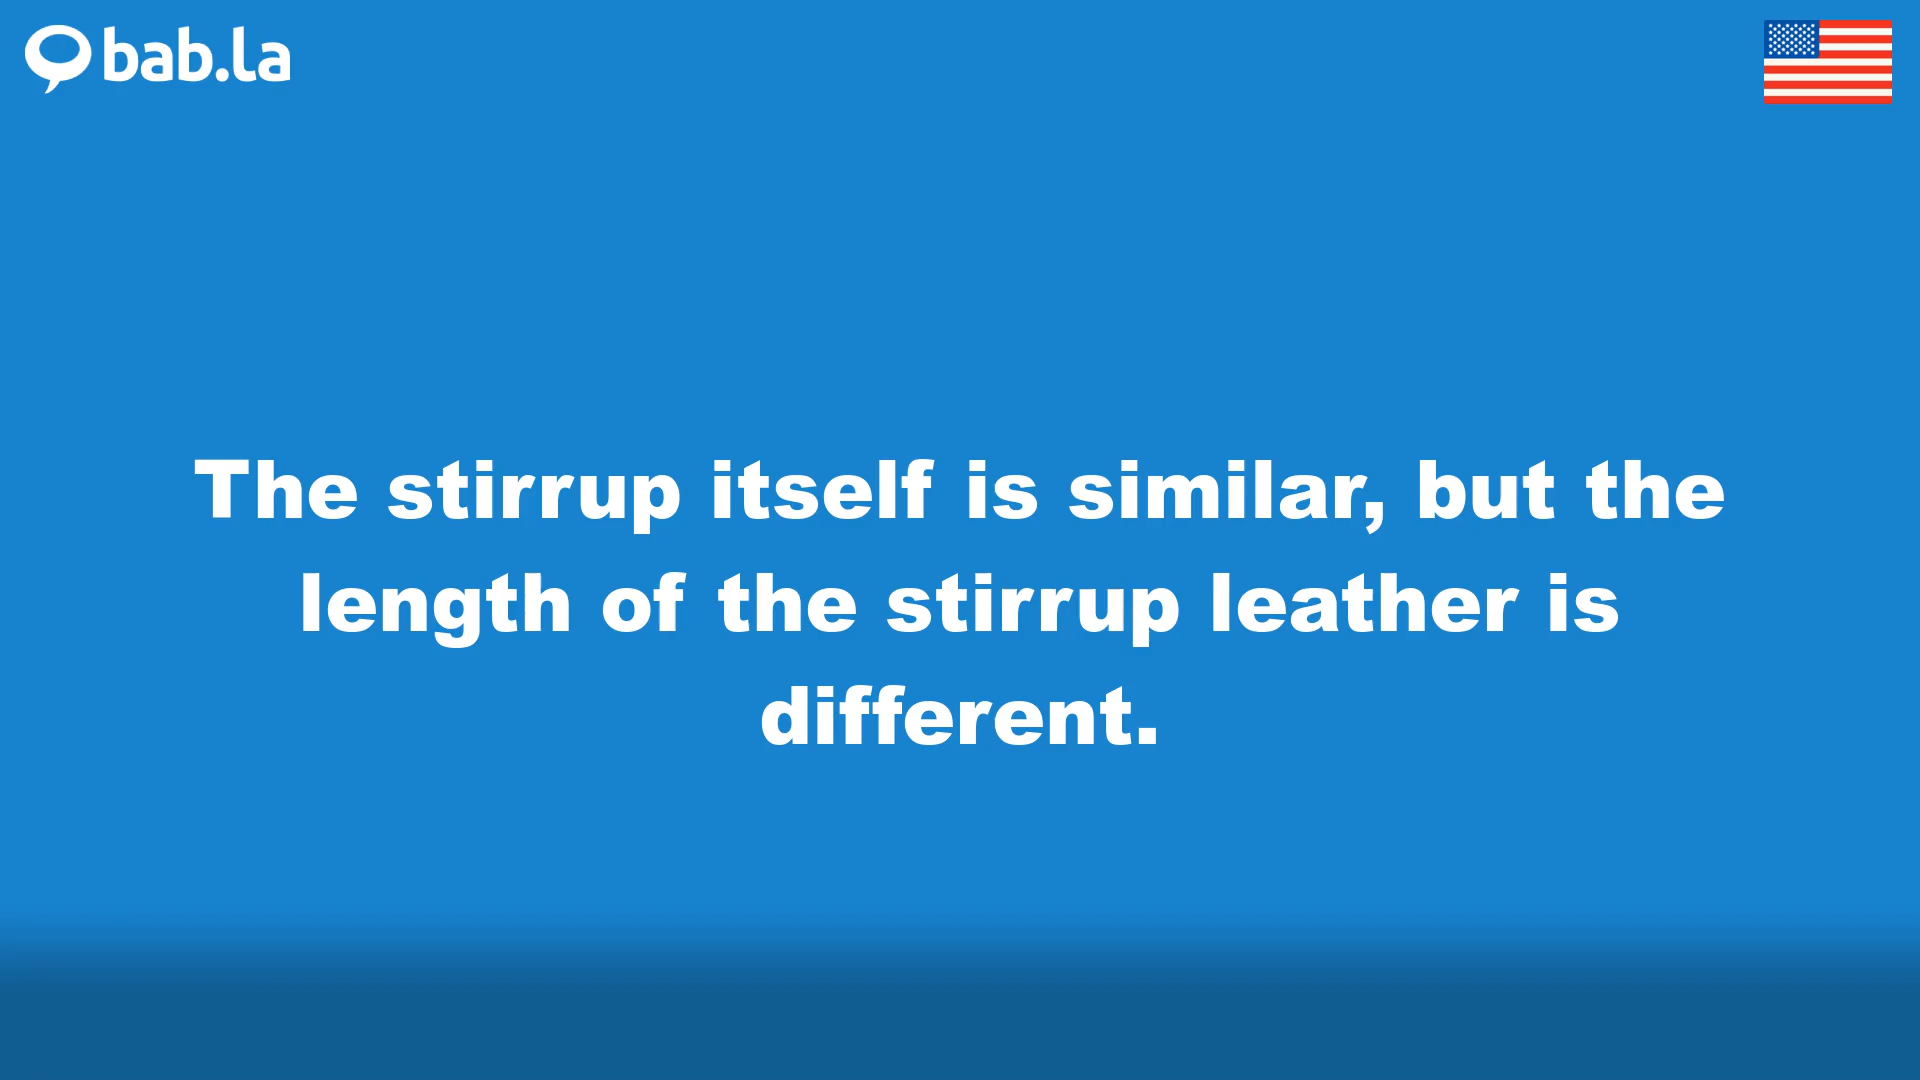 bab.la
The stirrup itself is similar, but the
length of the stirrup leather is
different.